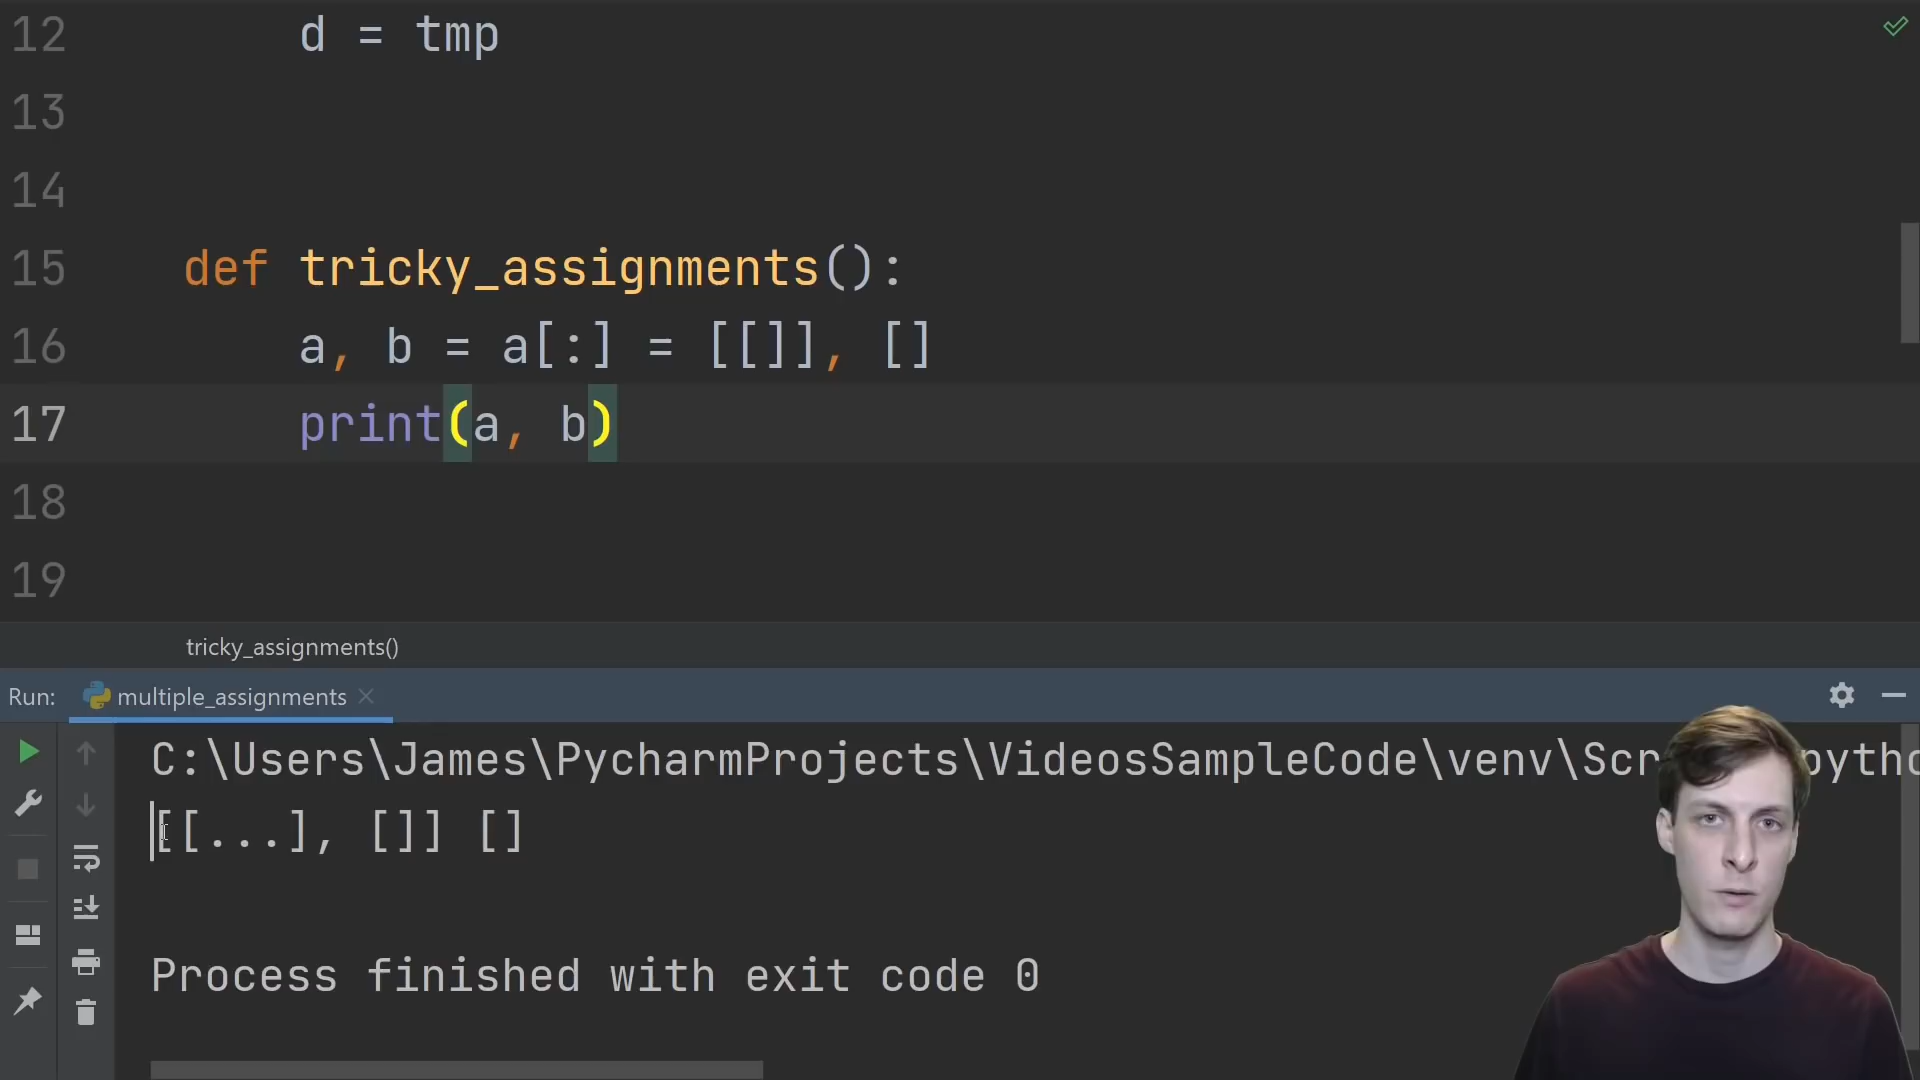 12 d = tmp
13
14
15 def tricky_assignments():
16 a, b = a[:] = [[]], []
17 print(a, b)
18
19
tricky_assignments()
Run: multiple_assignments
C:\Users\James\PycharmProjects\VideosSampleCode\venv\Scr pytho
[[...], []] []
Process finished with exit code 0